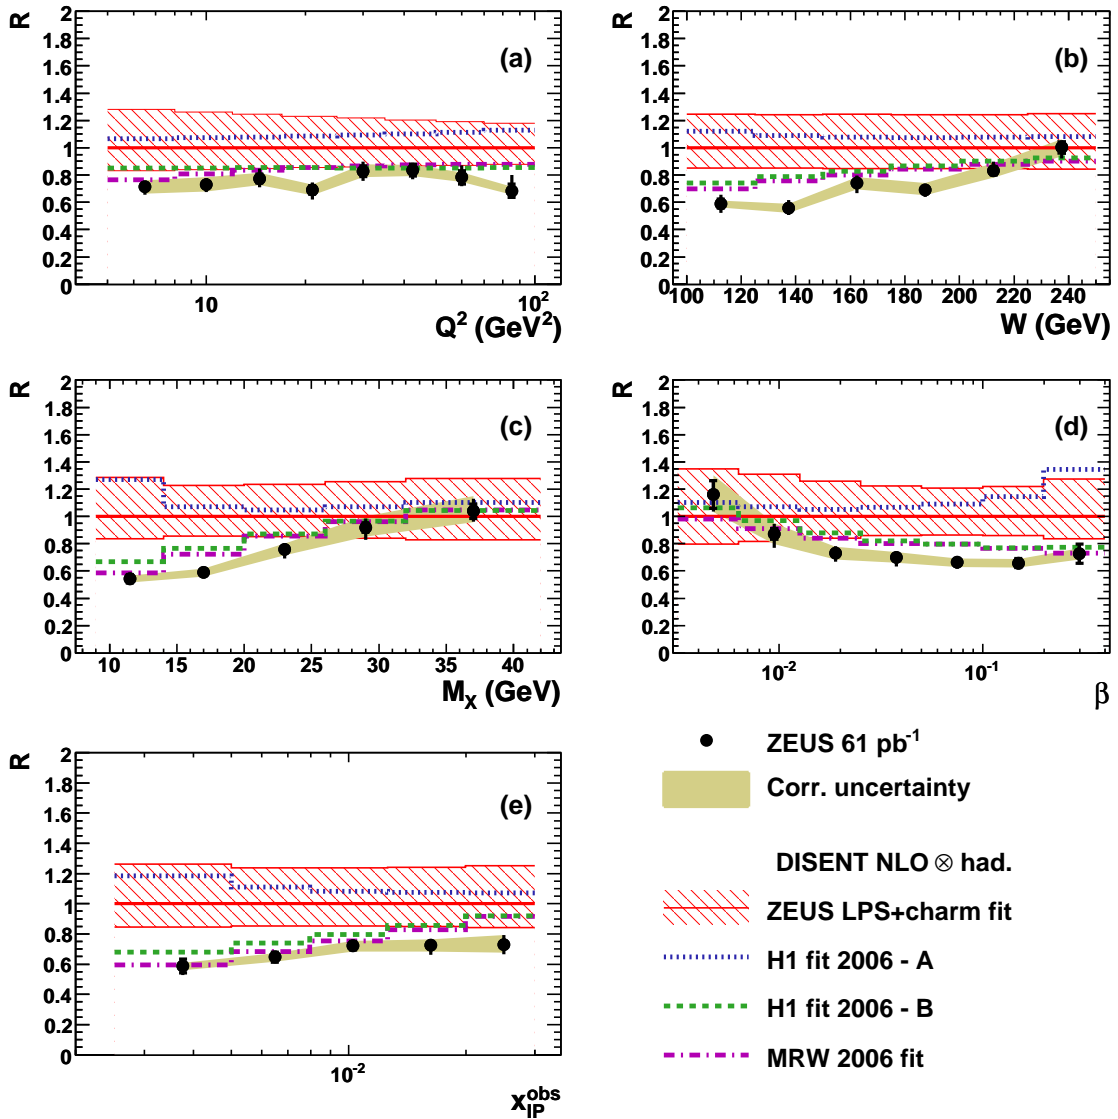 R
2
1.8
1.6
1.4
1.2
1
0.8
0.6
0.4
0.2
0
(a)
10
10²
Q² (GeV²)
R
2
1.8
1.6
1.4
1.2
1
0.8
0.6
0.4
0.2
0
(b)
100 120 140 160 180 200 220 240
W (GeV)
R
2
1.8
1.6
1.4
1.2
1
0.8
0.6
0.4
0.2
0
(c)
10 15 20 25 30 35 40
M_X (GeV)
R
2
1.8
1.6
1.4
1.2
1
0.8
0.6
0.4
0.2
0
(d)
10⁻² 10⁻¹
β
R
2
1.8
1.6
1.4
1.2
1
0.8
0.6
0.4
0.2
0
(e)
10⁻²
x_IP^obs
ZEUS 61 pb⁻¹
Corr. uncertainty
DISENT NLO ⊗ had.
ZEUS LPS+charm fit
H1 fit 2006 - A
H1 fit 2006 - B
MRW 2006 fit